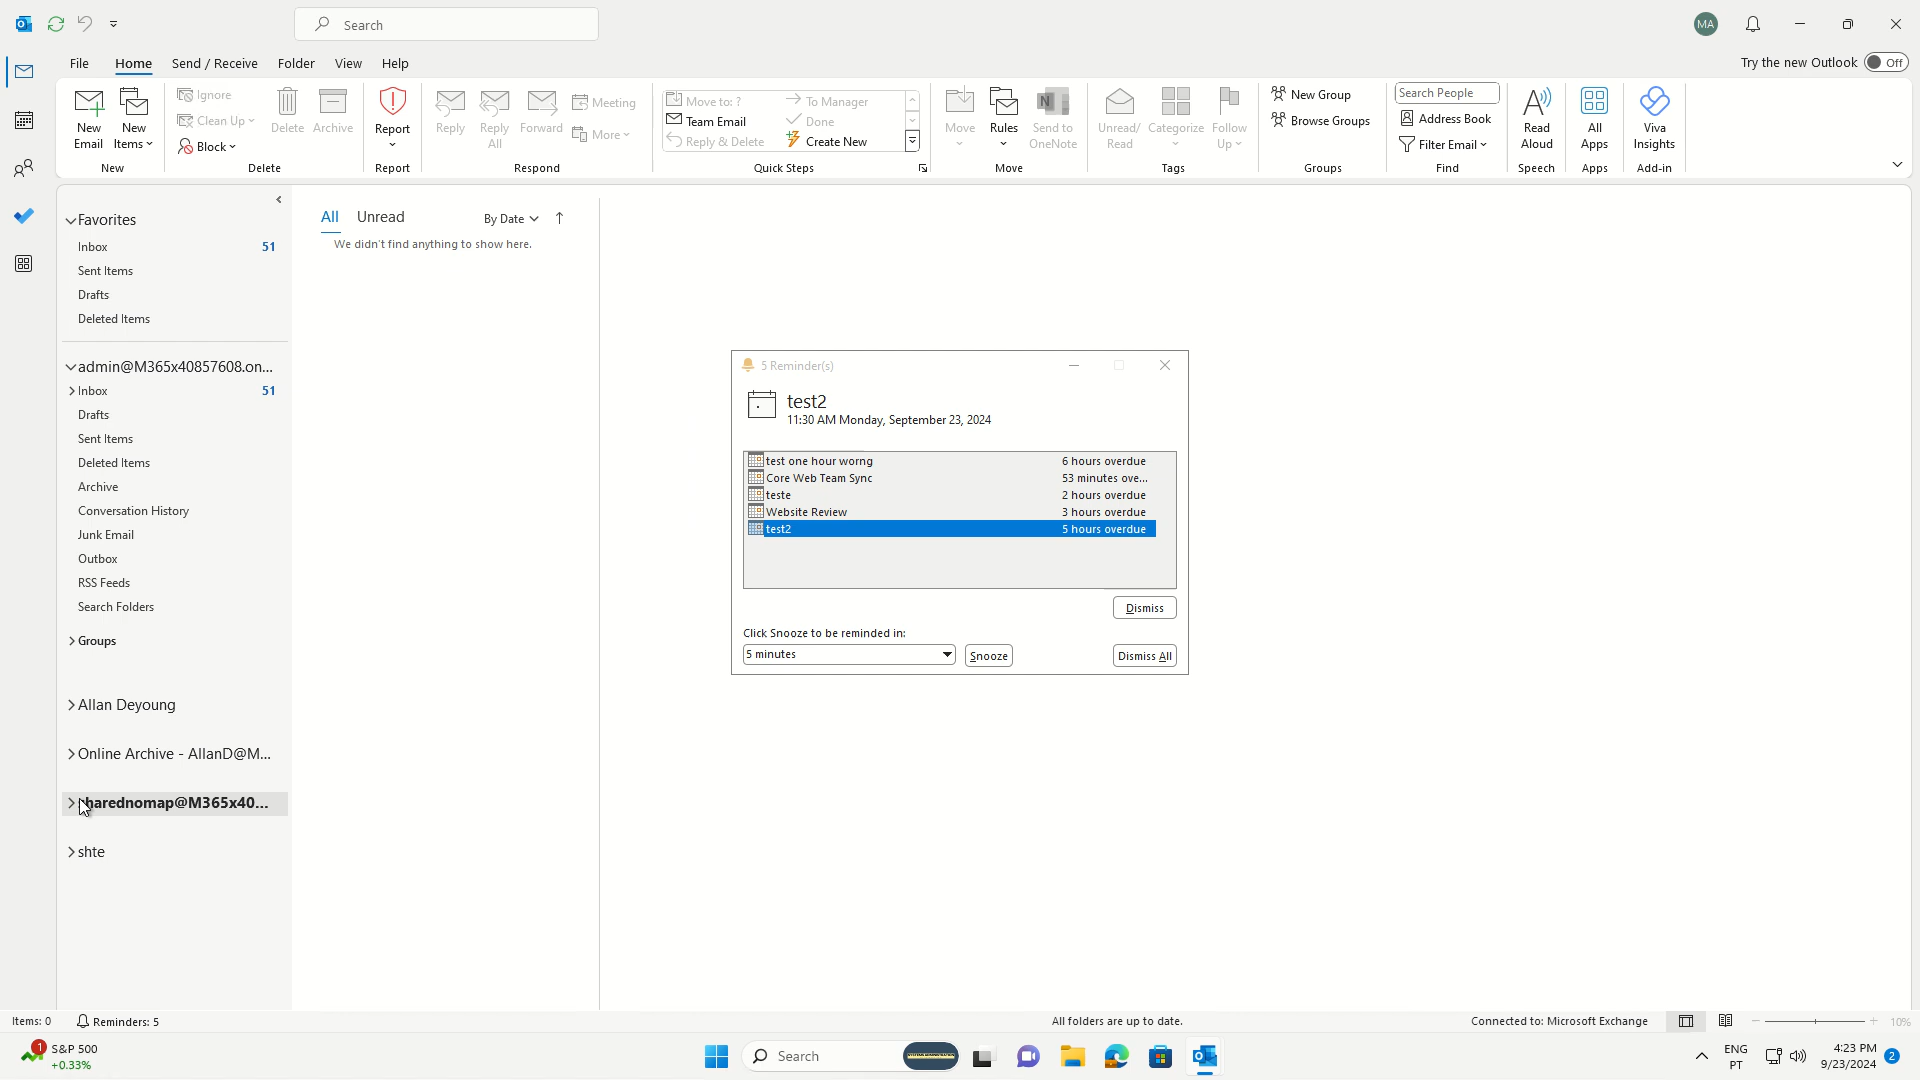 Search
MA
File Home Send / Receive Folder View Help
Try the new Outlook Off
New Email
New Items
New
Ignore
Clean Up
Block
Delete
Archive
Delete
Report
Report
Reply
Reply All
Forward
Meeting
More
Respond
Move to: ?
Team Email
Reply & Delete
To Manager
Done
Create New
Quick Steps
Move
Rules
Send to OneNote
Move
Unread/ Read
Categorize
Follow Up
Tags
New Group
Browse Groups
Groups
Search People
Address Book
Filter Email
Find
Read Aloud
Speech
All Apps
Apps
Viva Insights
Add-in
Favorites
Inbox 51
Sent Items
Drafts
Deleted Items
admin@M365x40857608.on...
Inbox 51
Drafts
Sent Items
Deleted Items
Archive
Conversation History
Junk Email
Outbox
RSS Feeds
Search Folders
Groups
Allan Deyoung
Online Archive - AllanD@M...
harednomap@M365x40...
shte
All Unread By Date
We didn't find anything to show here.
5 Reminder(s)
test2
11:30 AM Monday, September 23, 2024
test one hour worng 6 hours overdue
Core Web Team Sync 53 minutes ove...
teste 2 hours overdue
Website Review 3 hours overdue
test2 5 hours overdue
Dismiss
Click Snooze to be reminded in:
5 minutes Snooze Dismiss All
Items: 0 Reminders: 5 All folders are up to date. Connected to: Microsoft Exchange 10%
1
S&P 500
+0.33%
Search
ENG
PT
4:23 PM
9/23/2024
2